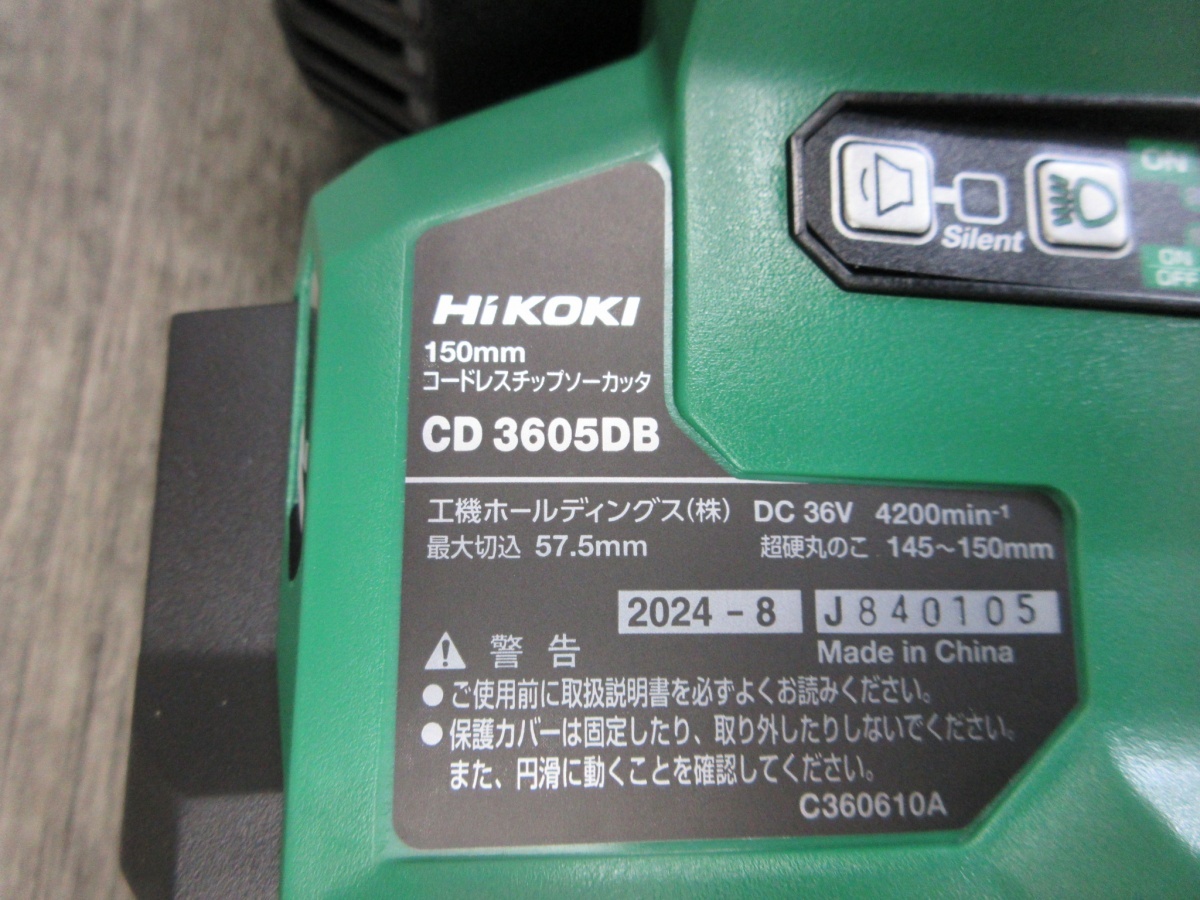 HiKOKI
150mm
コードレスチップソーカッタ
CD 3605DB
工機ホールディングス(株) DC 36V 4200min⁻¹
最大切込 57.5mm 超硬丸のこ 145～150mm
2024 - 8 J840105
Made in China
警告
● ご使用前に取扱説明書を必ずよくお読みください。
● 保護カバーは固定したり、取り外したりしないでください。
また、円滑に動くことを確認してください。
C360610A
Silent
ON
ON
OFF